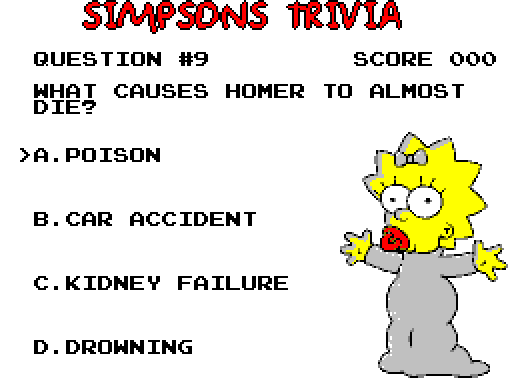 SIMPSONS TRIVIA
QUESTION #9 SCORE 000
WHAT CAUSES HOMER TO ALMOST
DIE?
>A.POISON
B.CAR ACCIDENT
C.KIDNEY FAILURE
D.DROWNING